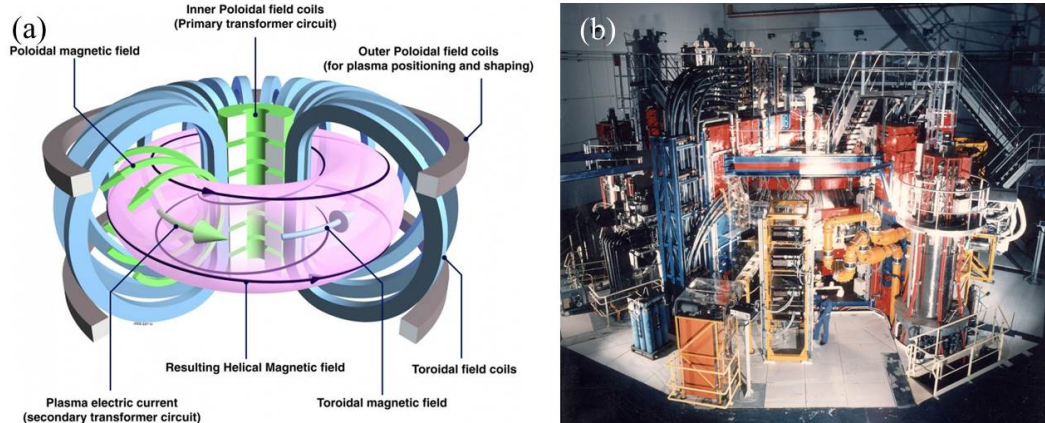 (a)
Inner Poloidal field coils
(Primary transformer circuit)
Poloidal magnetic field
Outer Poloidal field coils
(for plasma positioning and shaping)
Resulting Helical Magnetic field
Toroidal field coils
Plasma electric current
(secondary transformer circuit)
Toroidal magnetic field
(b)